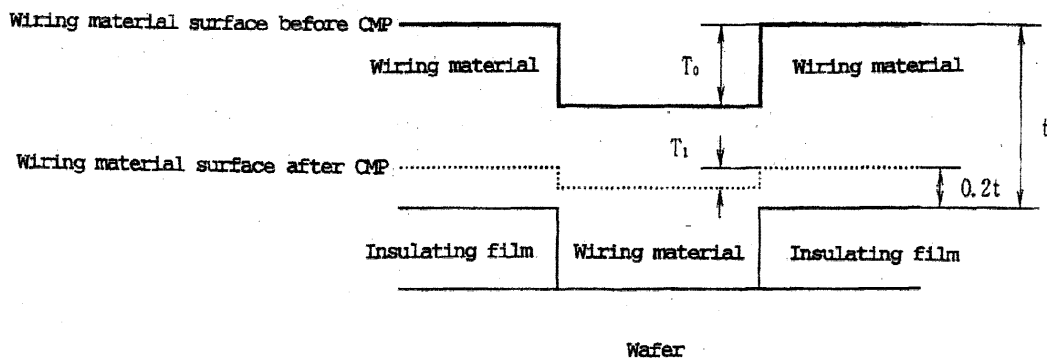 Wiring material surface before CMP
Wiring material
T₀
Wiring material
t
T₁
Wiring material surface after CMP
0.2t
Insulating film
Wiring material
Insulating film
Wafer